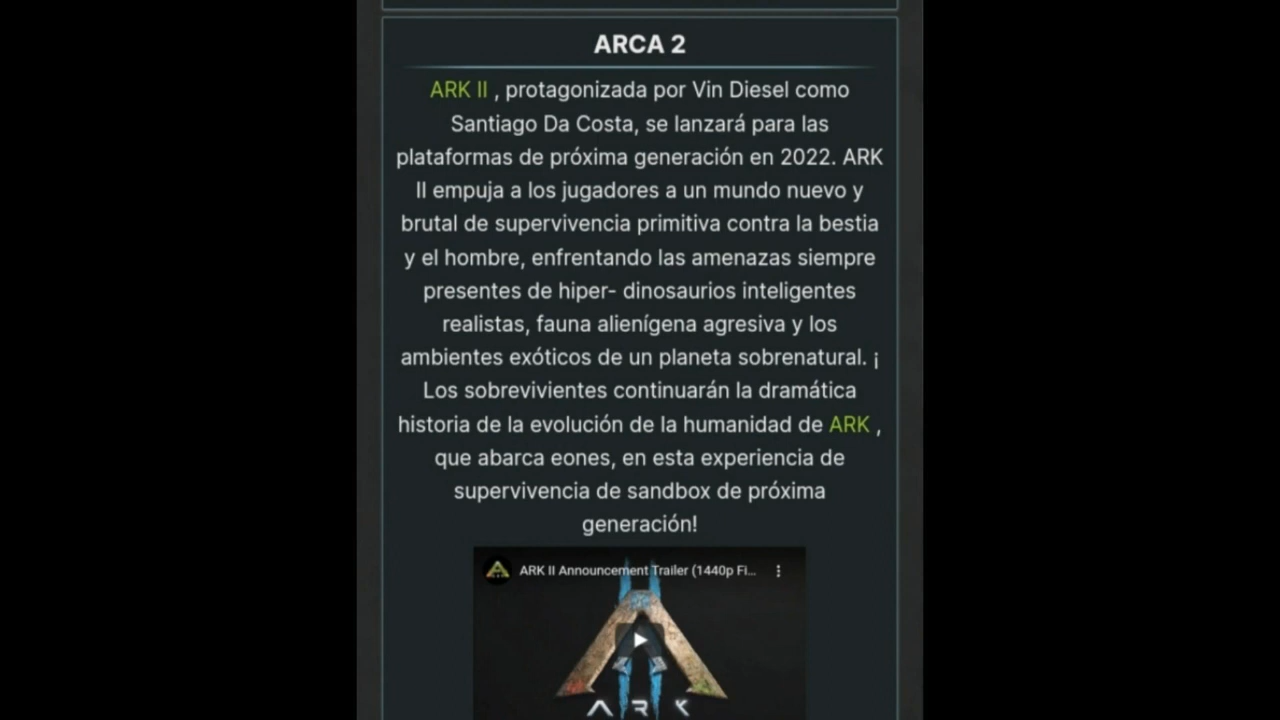 ARCA 2
ARK II , protagonizada por Vin Diesel como
Santiago Da Costa, se lanzará para las
plataformas de próxima generación en 2022. ARK
II empuja a los jugadores a un mundo nuevo y
brutal de supervivencia primitiva contra la bestia
y el hombre, enfrentando las amenazas siempre
presentes de hiper- dinosaurios inteligentes
realistas, fauna alienígena agresiva y los
ambientes exóticos de un planeta sobrenatural. ¡
Los sobrevivientes continuarán la dramática
historia de la evolución de la humanidad de ARK ,
que abarca eones, en esta experiencia de
supervivencia de sandbox de próxima
generación!
ARK II Announcement Trailer (1440p Fi...
ARK